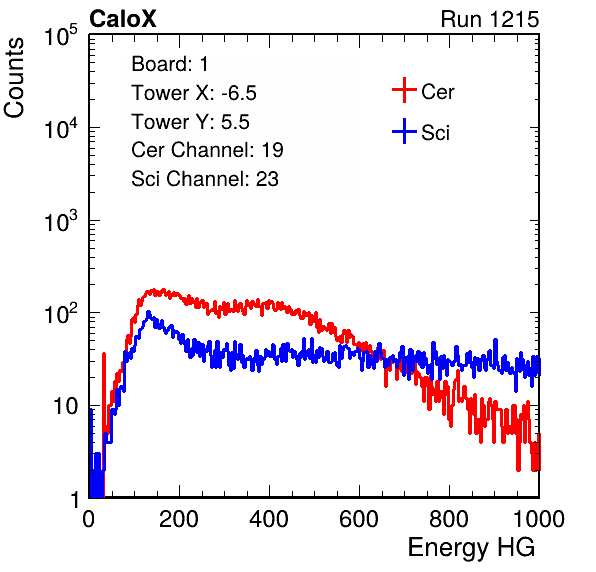 CaloX Run 1215
Counts
Board: 1
Tower X: -6.5
Tower Y: 5.5
Cer Channel: 19
Sci Channel: 23
Cer
Sci
10^5
10^4
10^3
10^2
10
1
0 200 400 600 800 1000
Energy HG